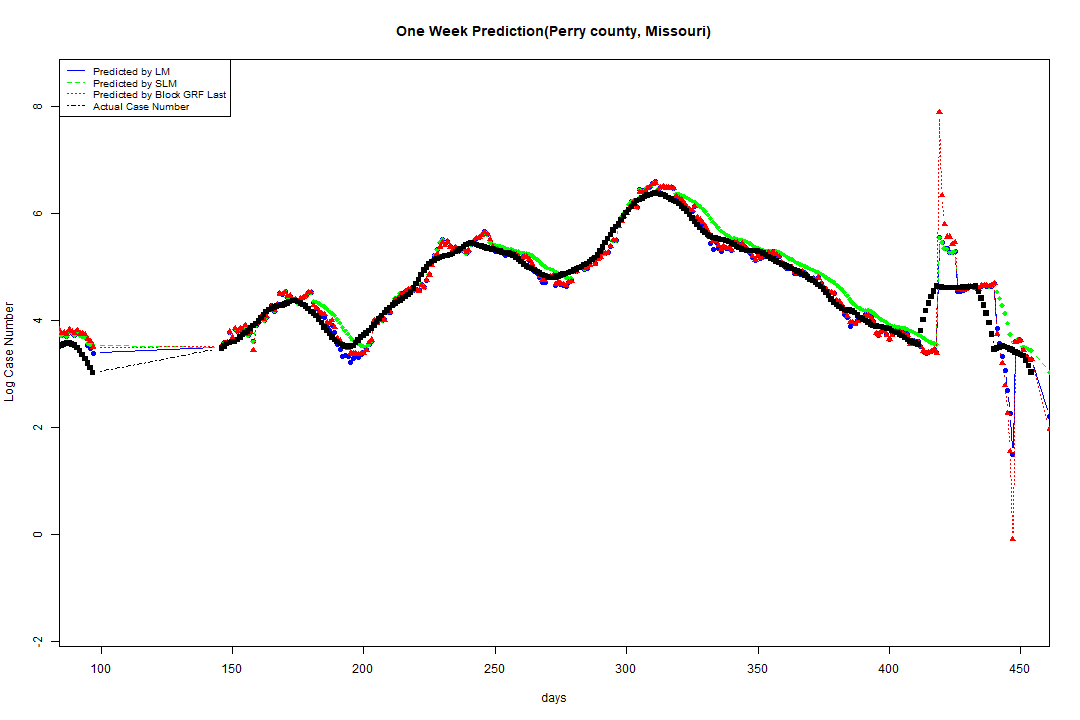 One Week Prediction(Perry county, Missouri)
Predicted by LM
Predicted by SLM
Predicted by Block GRF Last
Actual Case Number
Log Case Number
8
6
4
2
0
-2
100 150 200 250 300 350 400 450
days